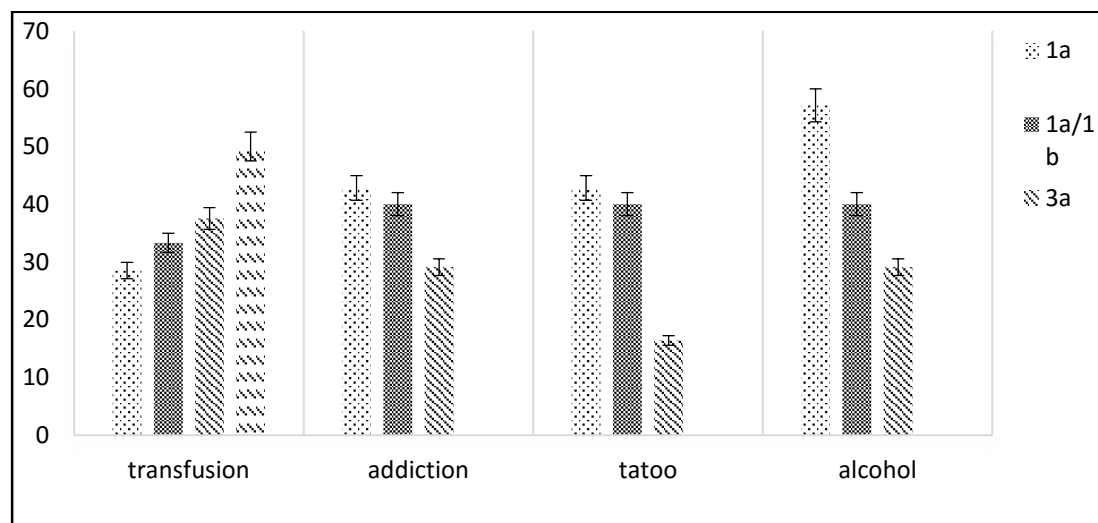 70
60
50
40
30
20
10
0
transfusion
addiction
tatoo
alcohol
1a
1a/1
b
3a